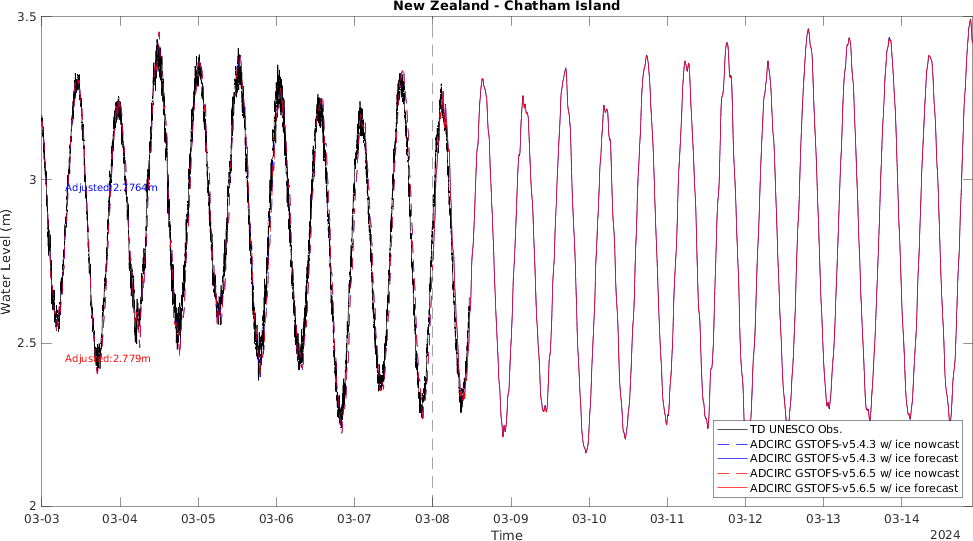 New Zealand - Chatham Island
3.5
3
2.5
2
Water Level (m)
Adjusted:2.7764m
Adjusted:2.779m
TD UNESCO Obs.
ADCIRC GSTOFS-v5.4.3 w/ ice nowcast
ADCIRC GSTOFS-v5.4.3 w/ ice forecast
ADCIRC GSTOFS-v5.6.5 w/ ice nowcast
ADCIRC GSTOFS-v5.6.5 w/ ice forecast
03-03 03-04 03-05 03-06 03-07 03-08 03-09 03-10 03-11 03-12 03-13 03-14
Time
2024